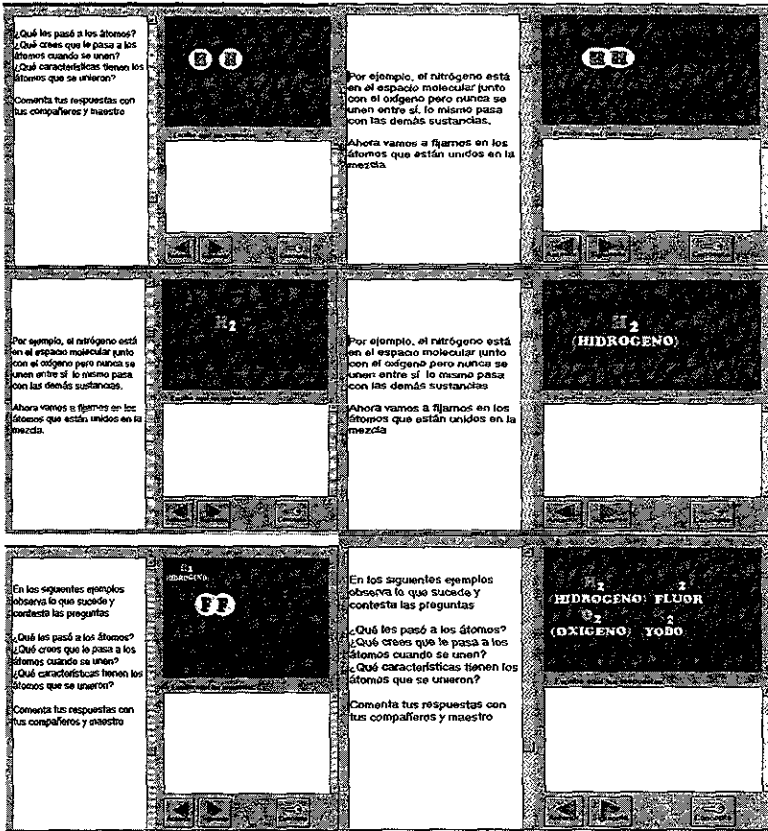 ¿Qué les pasó a los átomos?
¿Qué crees que le pasa a los
átomos cuando se unen?
¿Qué características tienen los
átomos que se unieron?
Comenta tus respuestas con
tus compañeros y maestro
H H
Por ejemplo, el nitrógeno está
en el espacio molecular junto
con el oxígeno pero nunca se
unen entre sí, lo mismo pasa
con las demás sustancias.
Ahora vamos a fijarnos en los
átomos que están unidos en la
mezcla
H H
Por ejemplo, el nitrógeno está
en el espacio molecular junto
con el oxígeno pero nunca se
unen entre sí lo mismo pasa
con las demás sustancias.
Ahora vamos a fijarnos en los
átomos que están unidos en la
mezcla.
H2
Por ejemplo, el nitrógeno está
en el espacio molecular junto
con el oxígeno pero nunca se
unen entre sí lo mismo pasa
con las demás sustancias
Ahora vamos a fijarnos en los
átomos que están unidos en la
mezcla
H2
(HIDROGENO)
En los siguientes ejemplos
observa lo que sucede y
contesta las preguntas
¿Qué les pasó a los átomos?
¿Qué crees que le pasa a los
átomos cuando se unen?
¿Qué características tienen los
átomos que se unieron?
Comenta tus respuestas con
tus compañeros y maestro
H2
(HIDROGENO)
F F
En los siguientes ejemplos
observa lo que sucede y
contesta las preguntas
¿Qué les pasó a los átomos?
¿Qué crees que le pasa a los
átomos cuando se unen?
¿Qué características tienen los
átomos que se unieron?
Comenta tus respuestas con
tus compañeros y maestro
H2 2
(HIDROGENO) FLUOR
O2 2
(OXIGENO) YODO